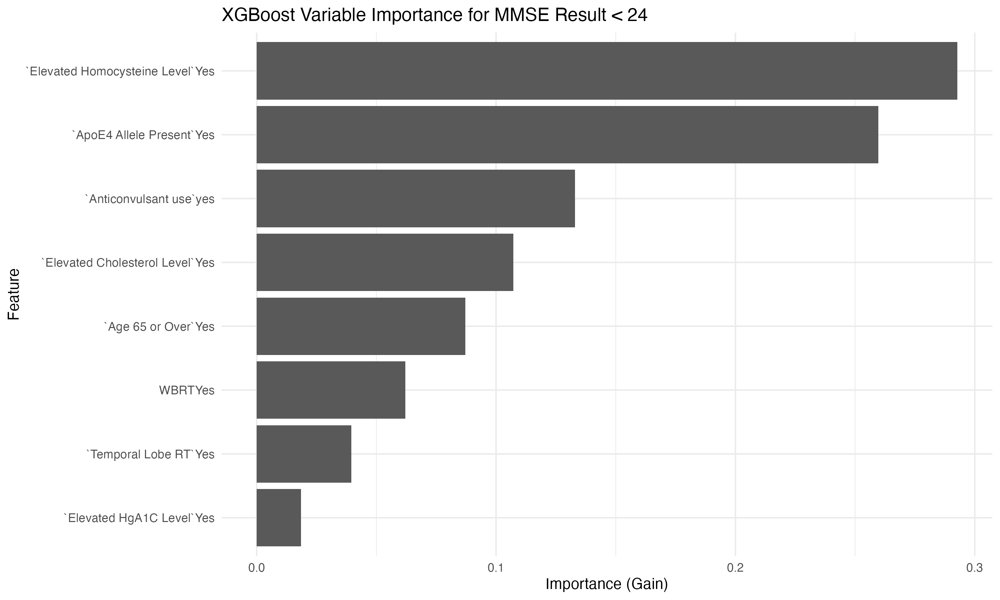 XGBoost Variable Importance for MMSE Result < 24
Feature
`Elevated Homocysteine Level`Yes
`ApoE4 Allele Present`Yes
`Anticonvulsant use`yes
`Elevated Cholesterol Level`Yes
`Age 65 or Over`Yes
WBRTYes
`Temporal Lobe RT`Yes
`Elevated HgA1C Level`Yes
0.0 0.1 0.2 0.3
Importance (Gain)